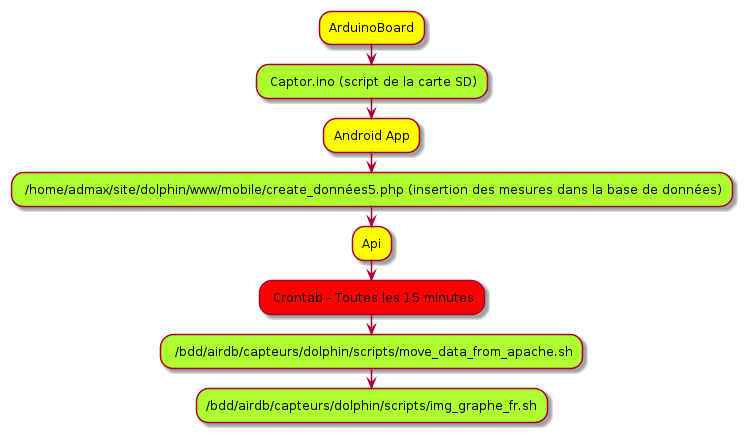 ArduinoBoard
Captor.ino (script de la carte SD)
Android App
/home/admax/site/dolphin/www/mobile/create_données5.php (insertion des mesures dans la base de données)
Api
Crontab - Toutes les 15 minutes
/bdd/airdb/capteurs/dolphin/scripts/move_data_from_apache.sh
/bdd/airdb/capteurs/dolphin/scripts/img_graphe_fr.sh